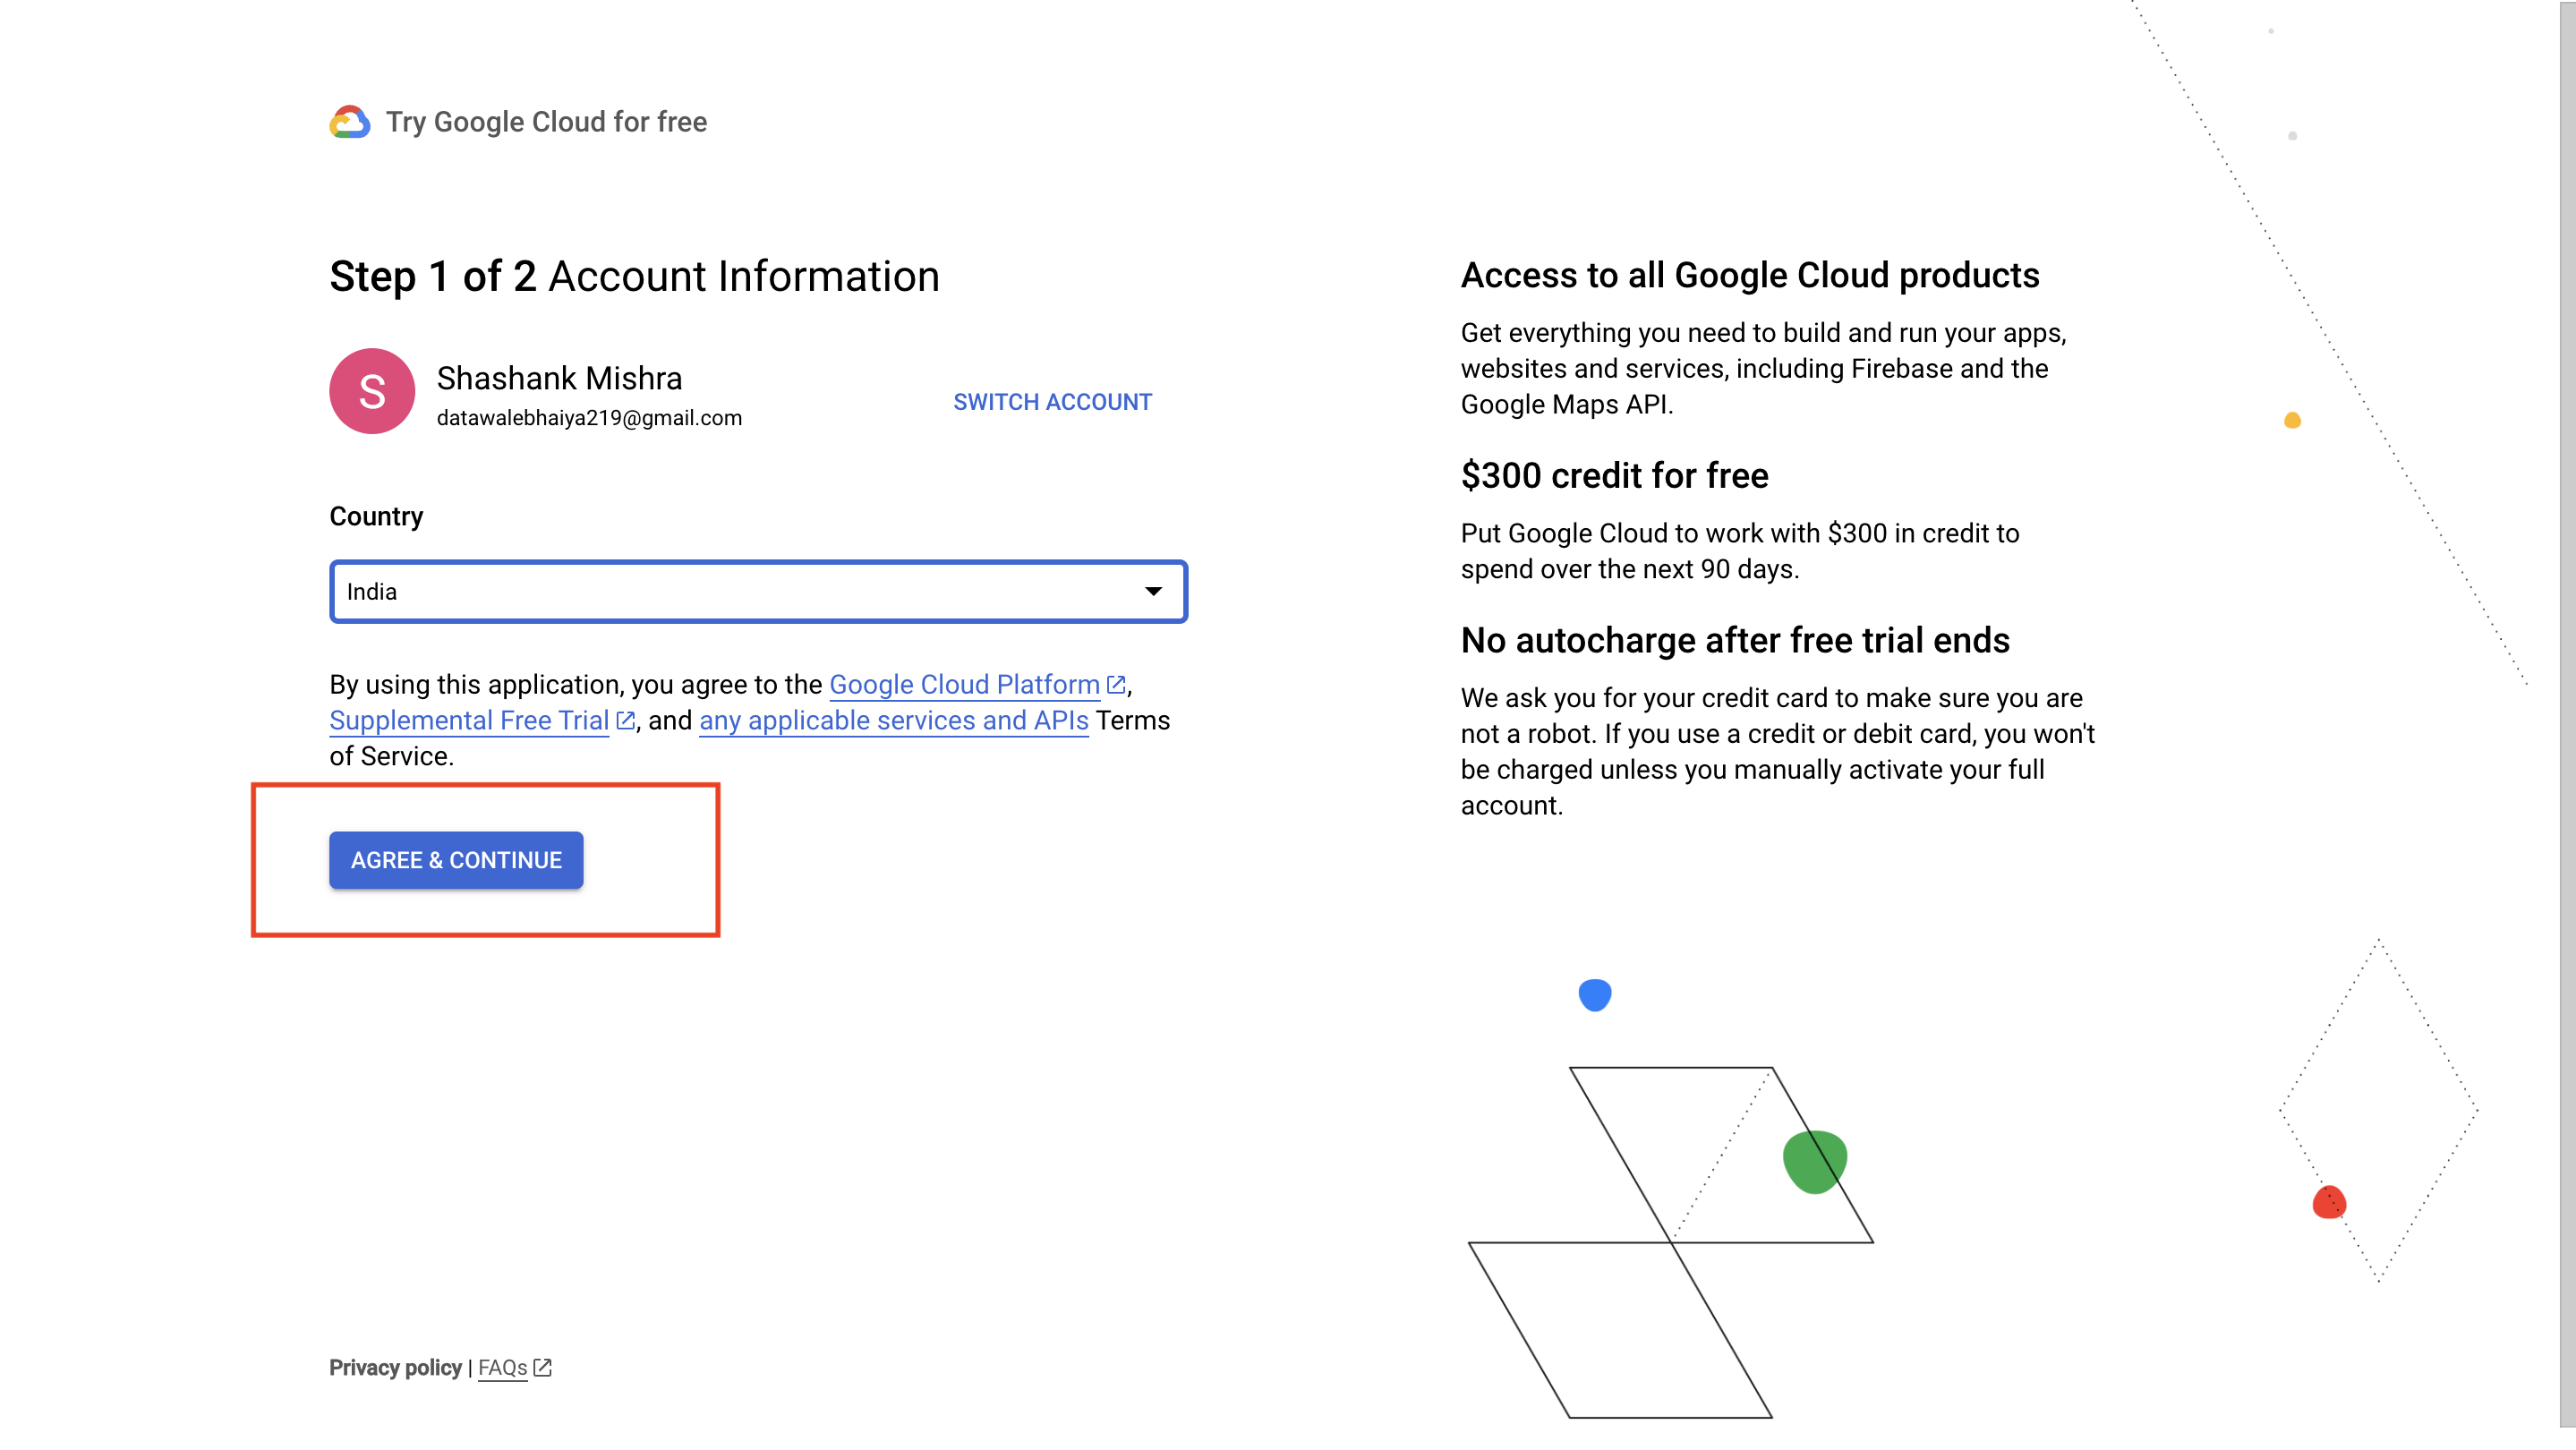 Try Google Cloud for free
Step 1 of 2 Account Information
S
Shashank Mishra
datawalebhaiya219@gmail.com
SWITCH ACCOUNT
Country
India
By using this application, you agree to the Google Cloud Platform,
Supplemental Free Trial, and any applicable services and APIs Terms
of Service.
AGREE & CONTINUE
Privacy policy | FAQs
Access to all Google Cloud products
Get everything you need to build and run your apps,
websites and services, including Firebase and the
Google Maps API.
$300 credit for free
Put Google Cloud to work with $300 in credit to
spend over the next 90 days.
No autocharge after free trial ends
We ask you for your credit card to make sure you are
not a robot. If you use a credit or debit card, you won't
be charged unless you manually activate your full
account.